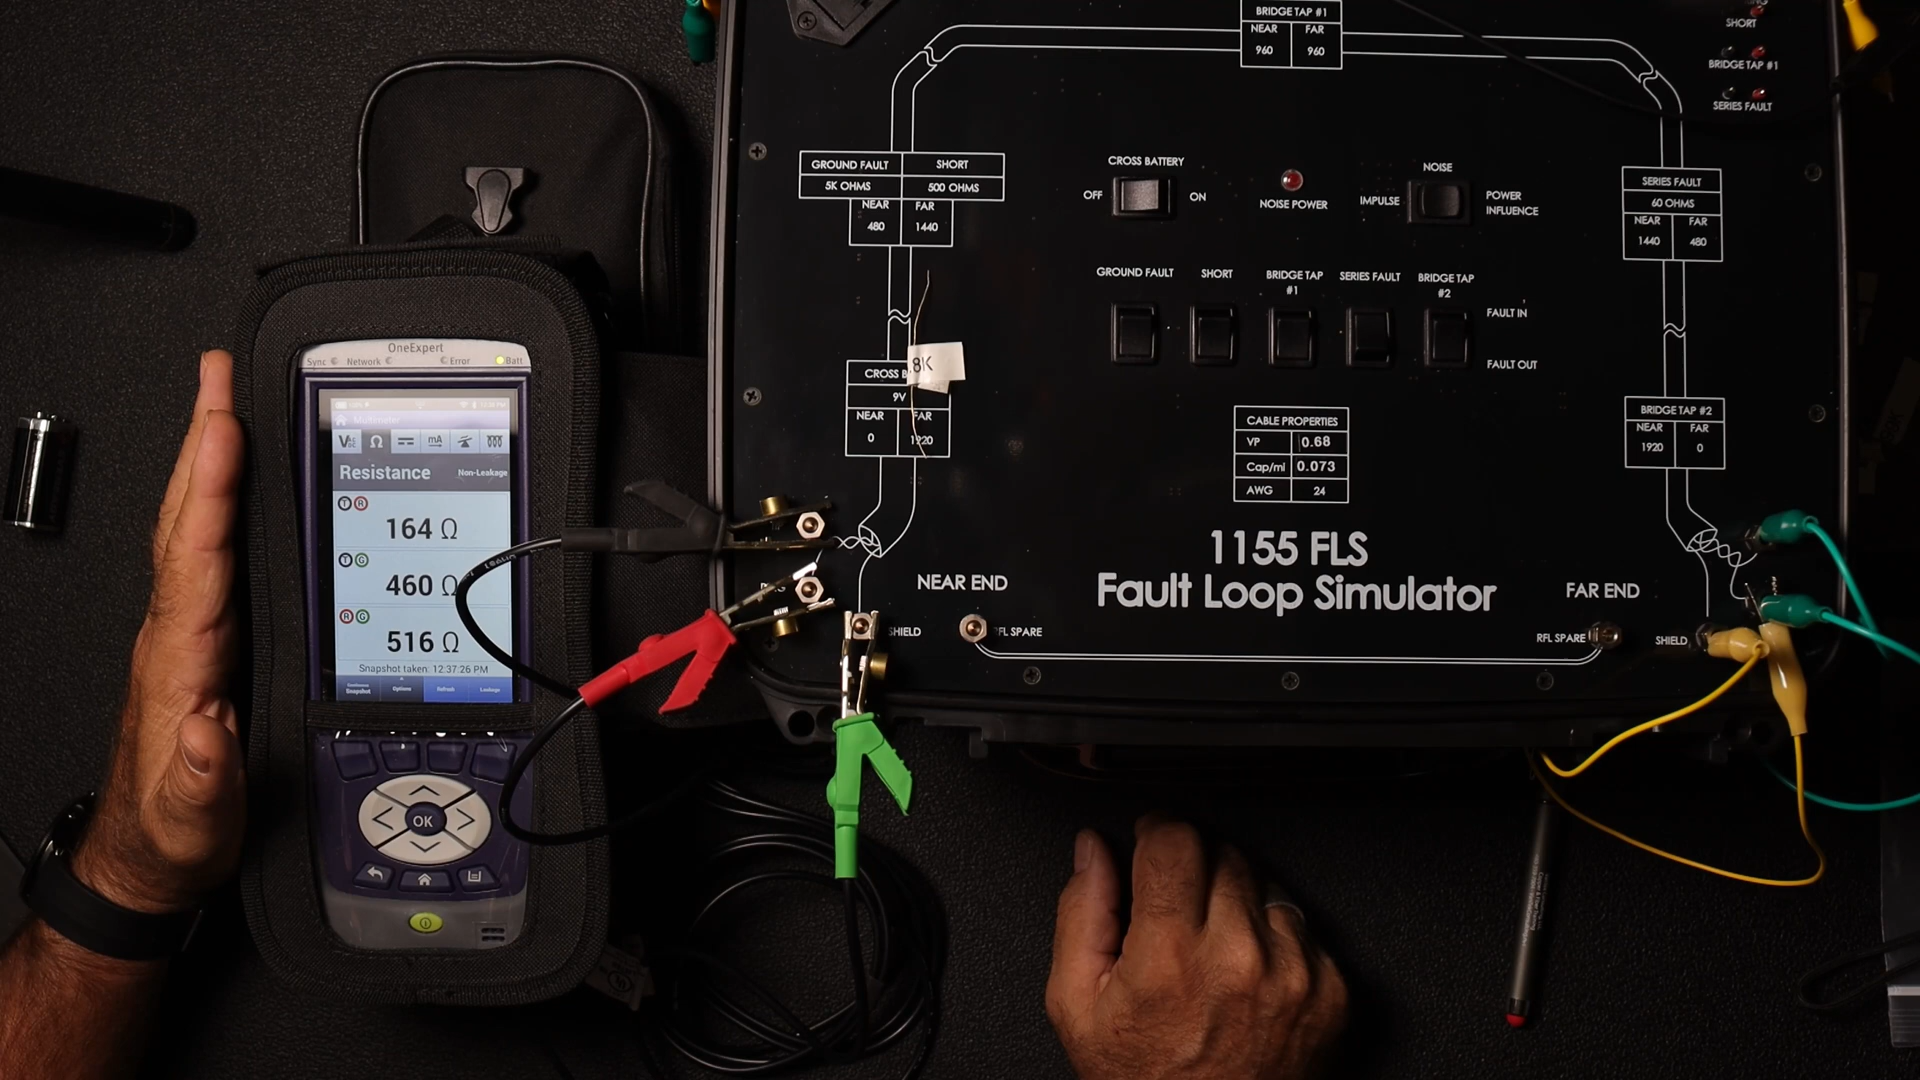 OneExpert
Sync Network Error Batt
Multimeter
Ω mA
Resistance Non-Leakage
T R
164 Ω
T G
460 Ω
R G
516 Ω
Snapshot taken: 12:37:26 PM
Snapshot Options Refresh Leakage
OK
BRIDGE TAP #1
NEAR FAR
960 960
SHORT
BRIDGE TAP #1
SERIES FAULT
GROUND FAULT SHORT
5K OHMS 500 OHMS
NEAR FAR
480 1440
CROSS BATTERY
OFF ON
NOISE POWER
NOISE
IMPULSE POWER
INFLUENCE
SERIES FAULT
60 OHMS
NEAR FAR
1440 480
GROUND FAULT SHORT BRIDGE TAP
#1
SERIES FAULT BRIDGE TAP
#2
FAULT IN
FAULT OUT
.8K
CROSS B
9V
NEAR FAR
0 1920
CABLE PROPERTIES
VP 0.68
Cap/mi 0.073
AWG 24
BRIDGE TAP #2
NEAR FAR
1920 0
1155 FLS
Fault Loop Simulator
NEAR END
FAR END
SHIELD
RFL SPARE
RFL SPARE
SHIELD